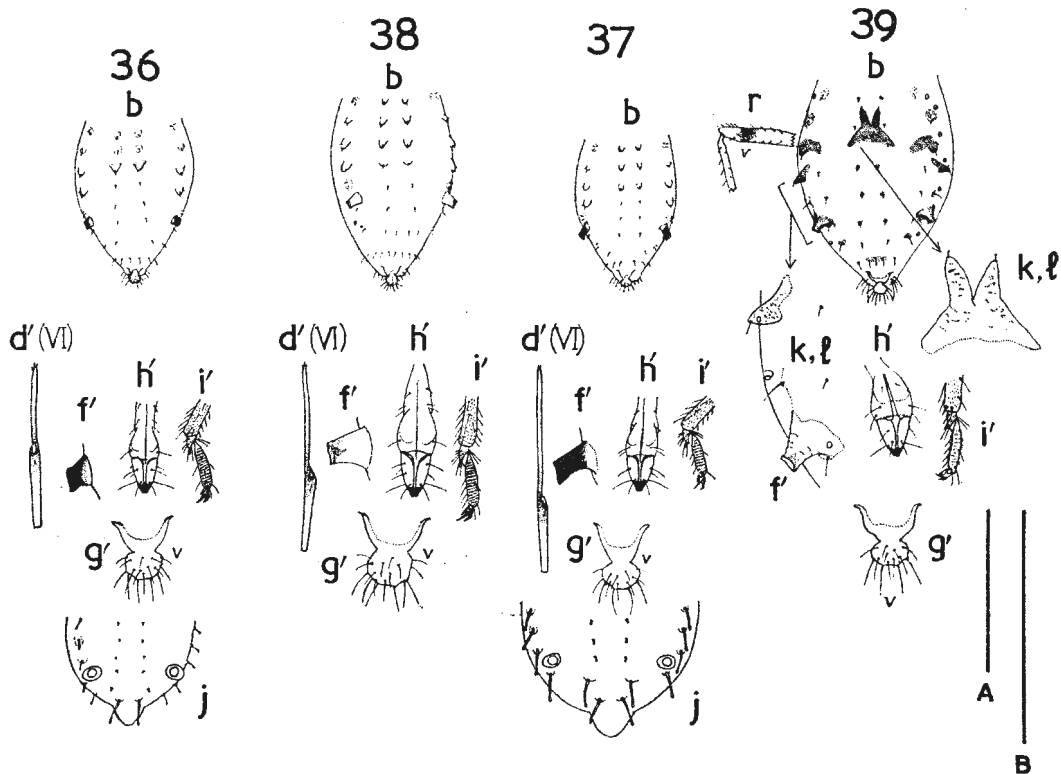 36 38 37 39
b b b b
r
v
k, ℓ
d'(VI) f' h' i'
d'(VI) f' h' i'
d'(VI) f' h' i'
k, ℓ h' i'
f'
g' v
g' v
g' v
g' v
j j
A
B